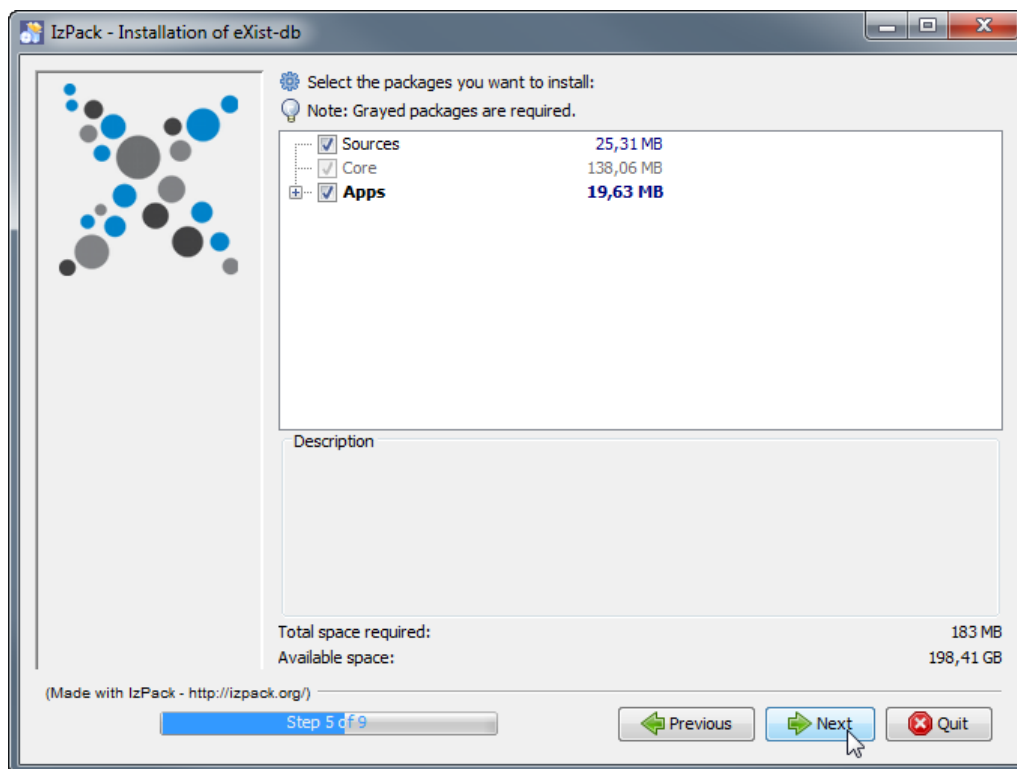 IzPack - Installation of eXist-db
Select the packages you want to install:
Note: Grayed packages are required.
Sources 25,31 MB
Core 138,06 MB
Apps 19,63 MB
Description
Total space required: 183 MB
Available space: 198,41 GB
(Made with IzPack - http://izpack.org/)
Step 5 of 9 Previous Next Quit